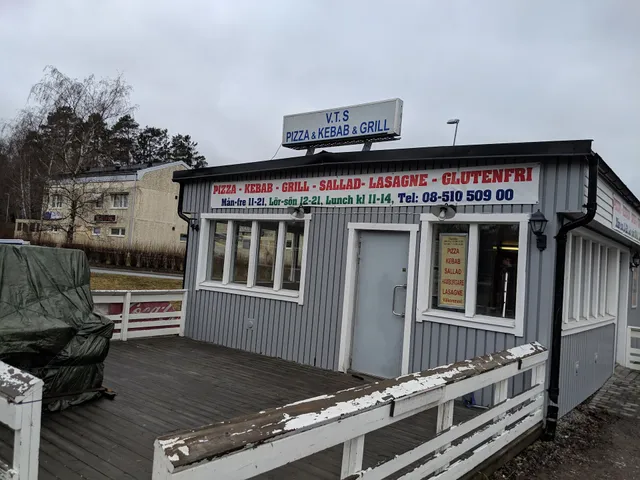 V.T.S
PIZZA & KEBAB & GRILL
PIZZA - KEBAB - GRILL - SALLAD - LASAGNE - GLUTENFRI
Mån-fre 11-21, Lör-sön 12-21, Lunch kl 11-14, Tel: 08-510 509 00
PIZZA
KEBAB
SALLAD
HAMBURGARE
LASAGNE